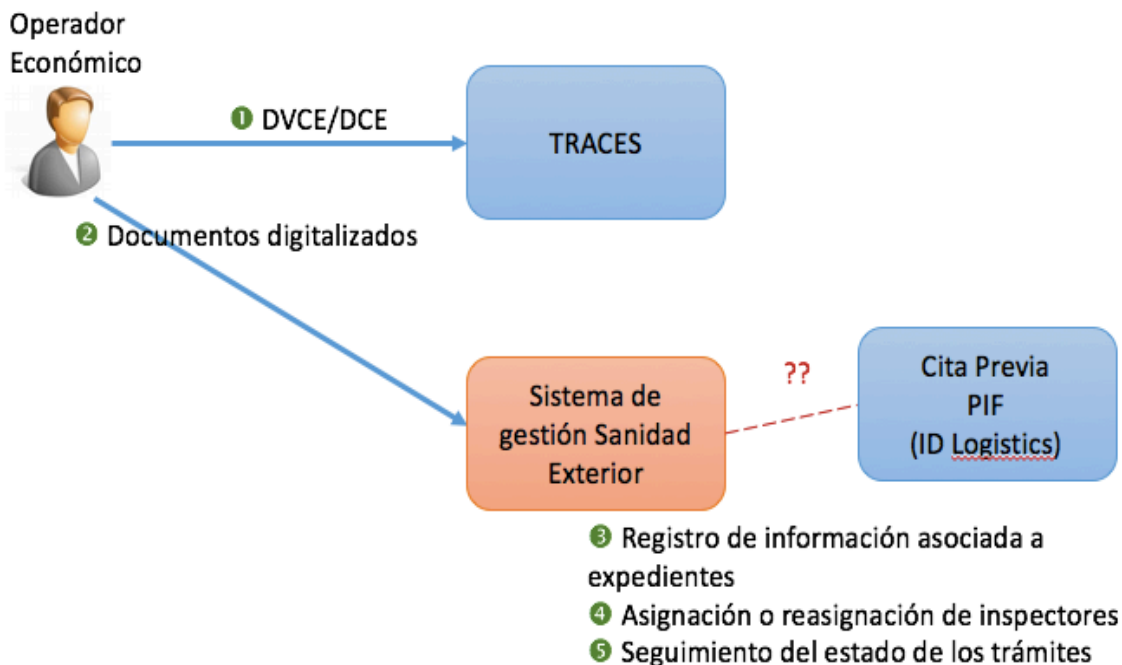 Operador
Económico
❶ DVCE/DCE
TRACES
❷ Documentos digitalizados
Sistema de
gestión Sanidad
Exterior
??
Cita Previa
PIF
(ID Logistics)
❸ Registro de información asociada a
expedientes
❹ Asignación o reasignación de inspectores
❺ Seguimiento del estado de los trámites